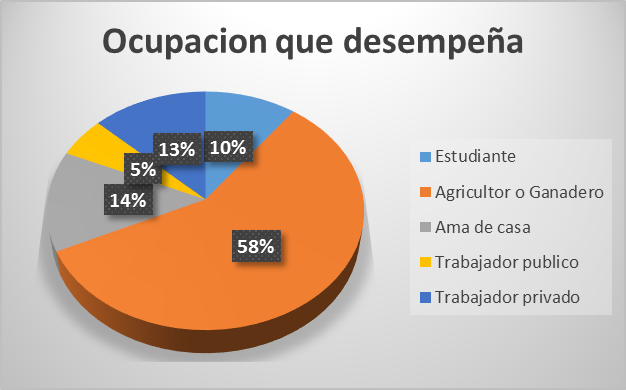 Ocupacion que desempeña
13%
10%
5%
14%
58%
Estudiante
Agricultor o Ganadero
Ama de casa
Trabajador publico
Trabajador privado